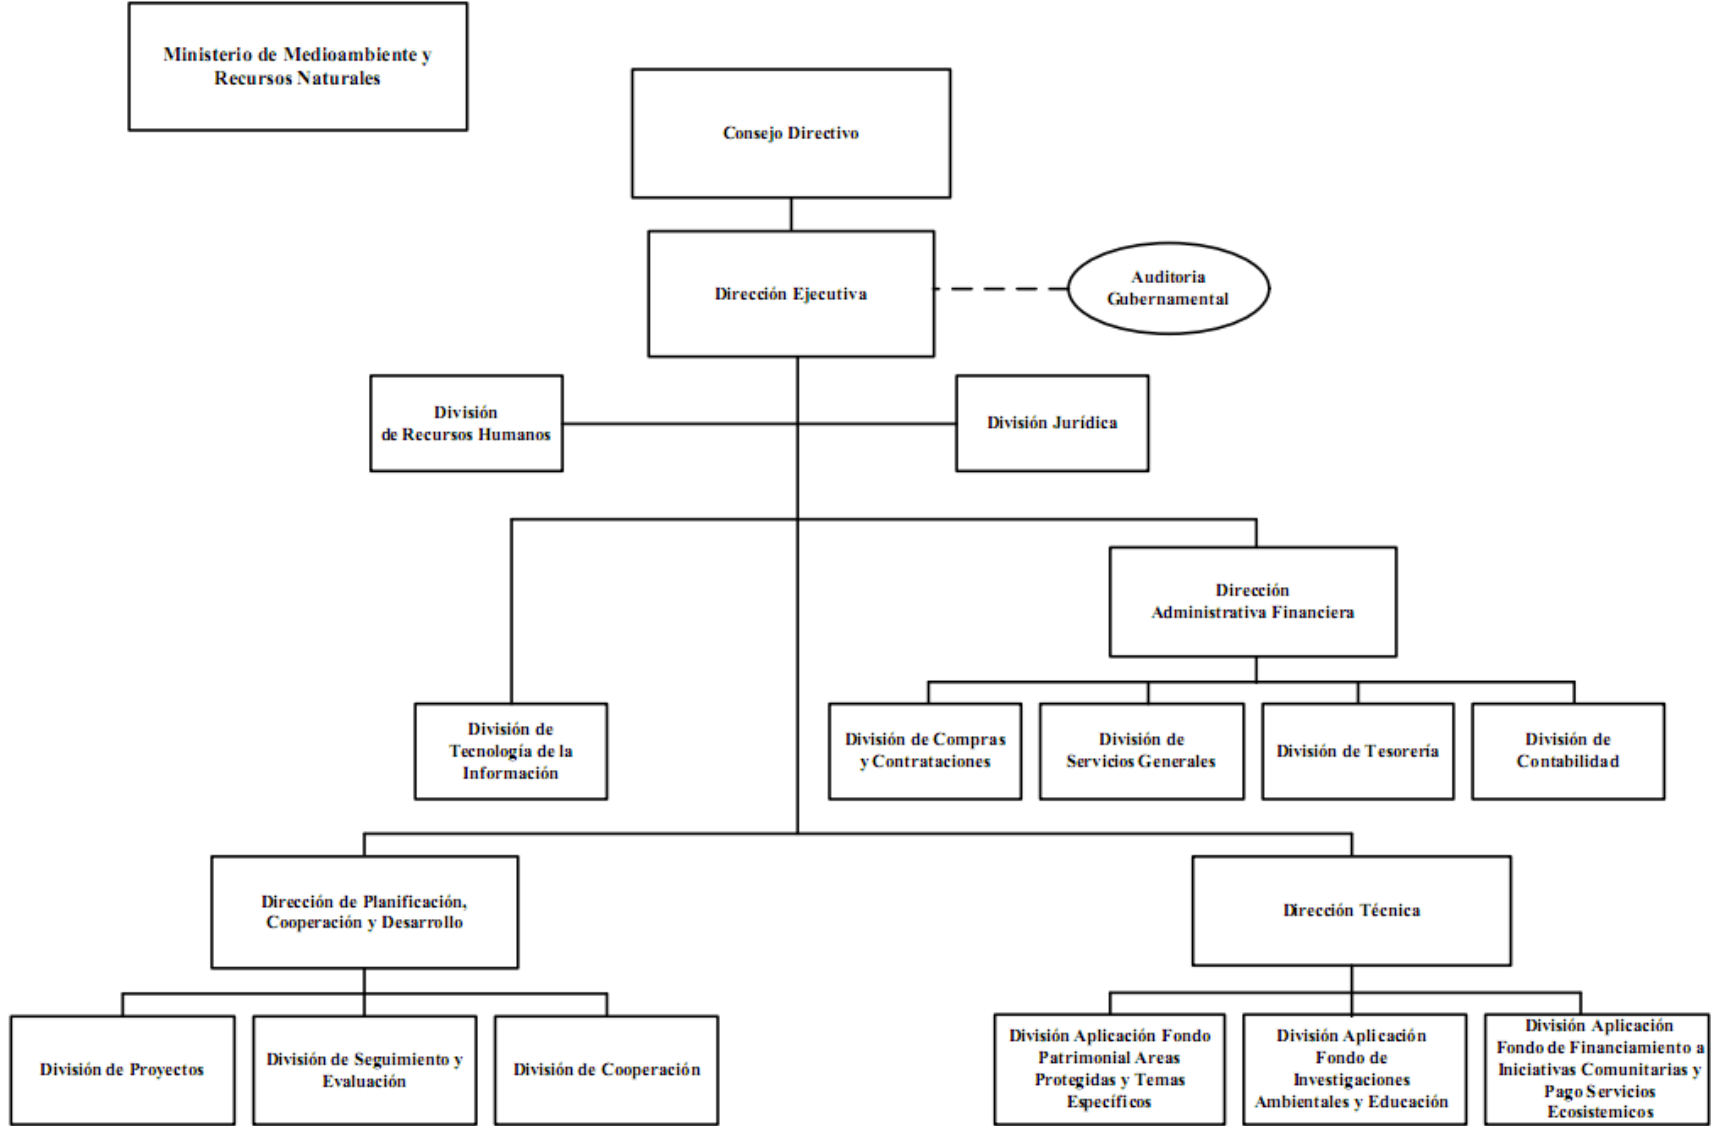 Ministerio de Medioambiente y
Recursos Naturales
Consejo Directivo
Dirección Ejecutiva
Auditoria
Gubernamental
División
de Recursos Humanos
División Jurídica
Dirección
Administrativa Financiera
División de
Tecnología de la
Información
División de Compras
y Contrataciones
División de
Servicios Generales
División de Tesorería
División de
Contabilidad
Dirección de Planificación,
Cooperación y Desarrollo
Dirección Técnica
División de Proyectos
División de Seguimiento y
Evaluación
División de Cooperación
División Aplicación Fondo
Patrimonial Areas
Protegidas y Temas
Específicos
División Aplicación
Fondo de
Investigaciones
Ambientales y Educación
División Aplicación
Fondo de Financiamiento a
Iniciativas Comunitarias y
Pago Servicios
Ecosistemicos